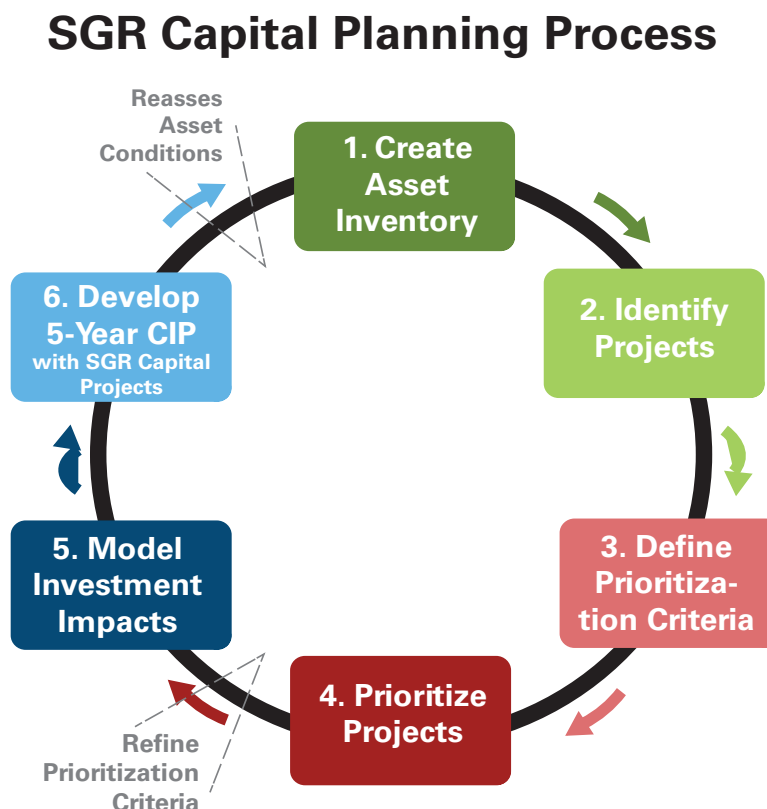 SGR Capital Planning Process
Reasses
Asset
Conditions
1. Create
Asset
Inventory
2. Identify
Projects
3. Define
Prioritiza-
tion Criteria
4. Prioritize
Projects
Refine
Prioritization
Criteria
5. Model
Investment
Impacts
6. Develop
5-Year CIP
with SGR Capital
Projects